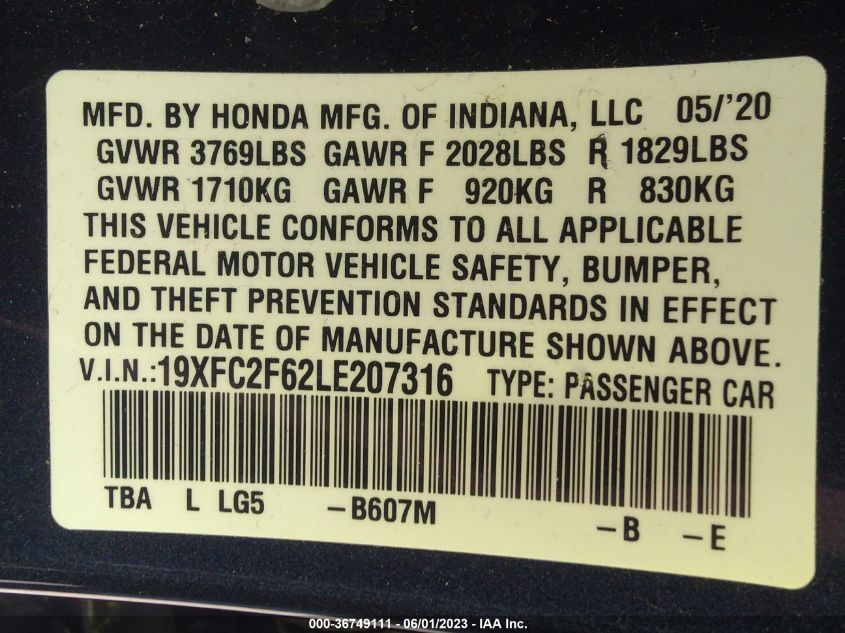 MFD. BY HONDA MFG. OF INDIANA, LLC 05/'20
GVWR 3769LBS GAWR F 2028LBS R 1829LBS
GVWR 1710KG GAWR F 920KG R 830KG
THIS VEHICLE CONFORMS TO ALL APPLICABLE
FEDERAL MOTOR VEHICLE SAFETY, BUMPER,
AND THEFT PREVENTION STANDARDS IN EFFECT
ON THE DATE OF MANUFACTURE SHOWN ABOVE.
V.I.N.:19XFC2F62LE207316 TYPE: PASSENGER CAR
TBA L LG5 -B607M -B -E
000-36749111 - 06/01/2023 - IAA Inc.